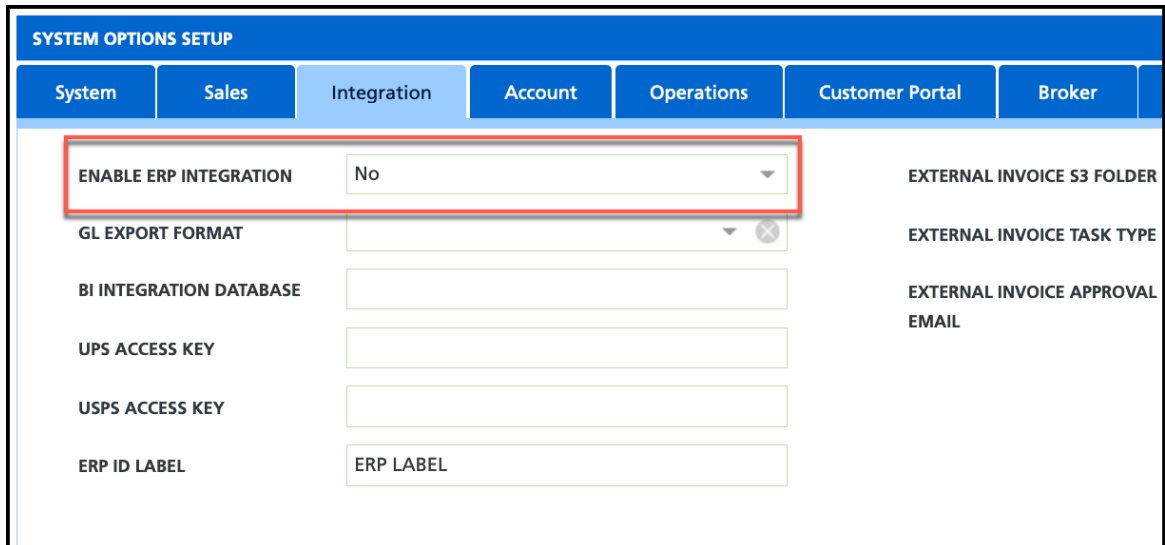 SYSTEM OPTIONS SETUP
System Sales Integration Account Operations Customer Portal Broker
ENABLE ERP INTEGRATION No EXTERNAL INVOICE S3 FOLDER
GL EXPORT FORMAT EXTERNAL INVOICE TASK TYPE
BI INTEGRATION DATABASE EXTERNAL INVOICE APPROVAL
EMAIL
UPS ACCESS KEY
USPS ACCESS KEY
ERP ID LABEL ERP LABEL